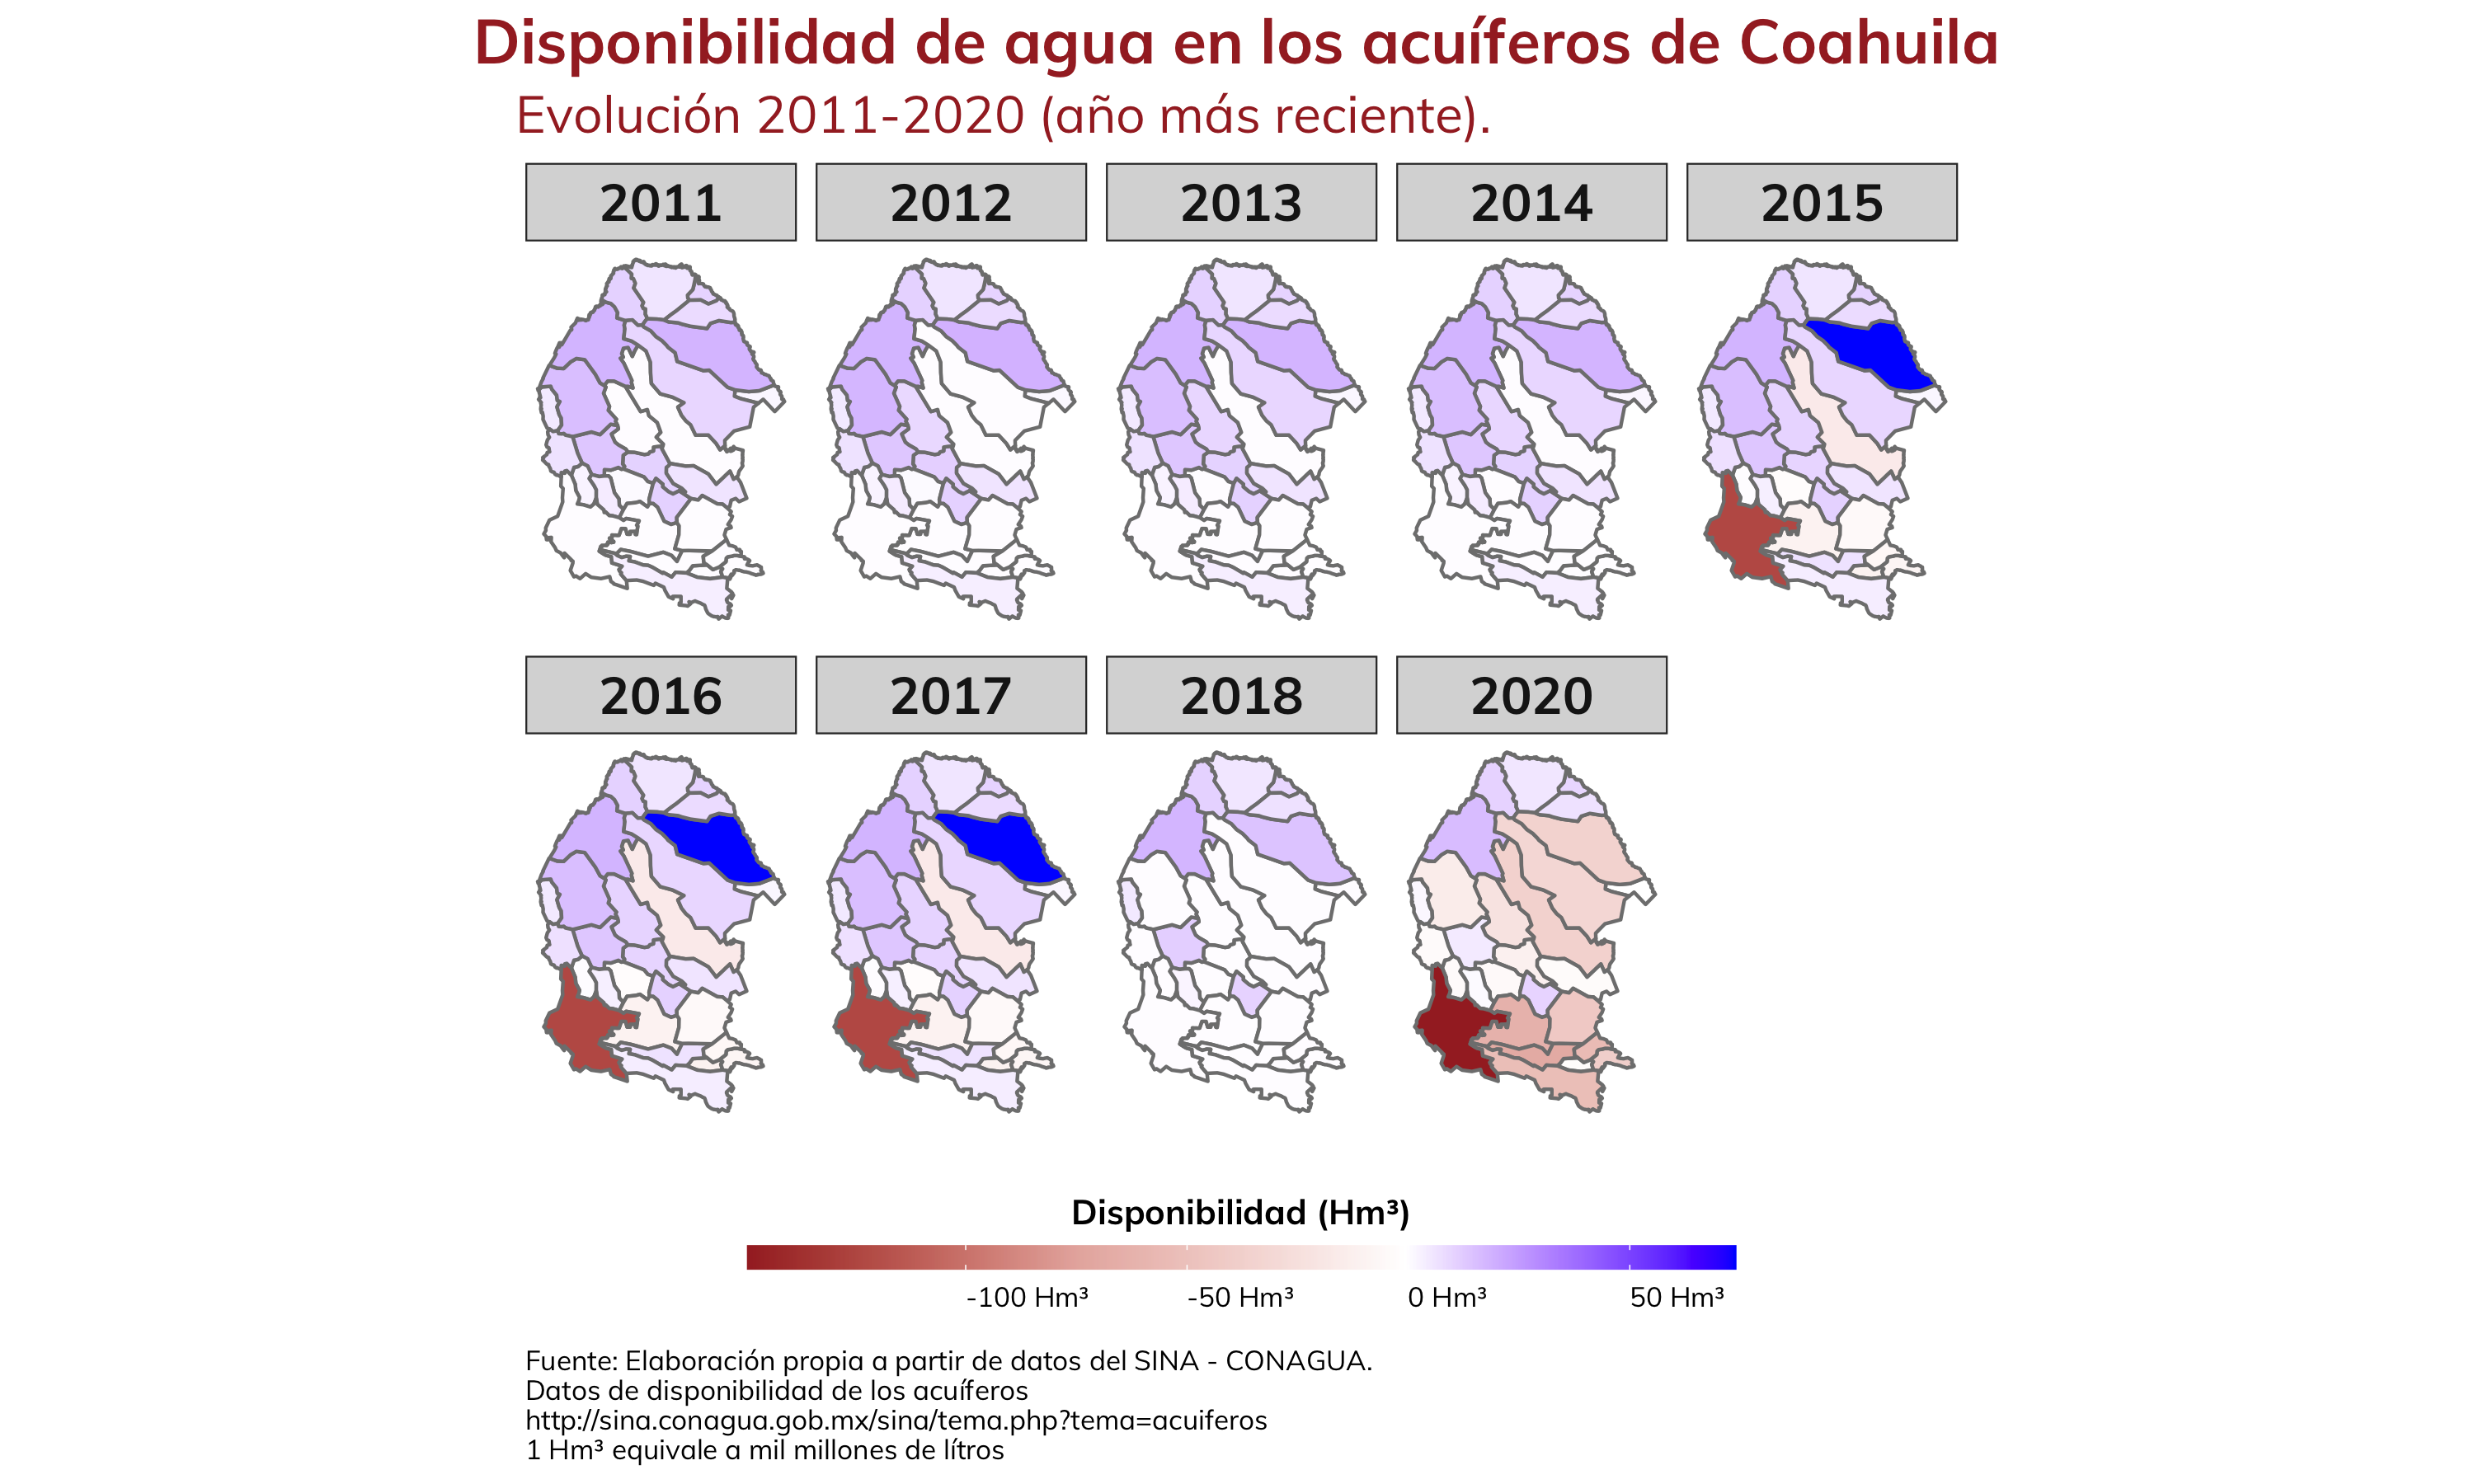 Disponibilidad de agua en los acuíferos de Coahuila
Evolución 2011-2020 (año más reciente).
2011 2012 2013 2014 2015
2016 2017 2018 2020
Disponibilidad (Hm³)
-100 Hm³ -50 Hm³ 0 Hm³ 50 Hm³
Fuente: Elaboración propia a partir de datos del SINA - CONAGUA.
Datos de disponibilidad de los acuíferos
http://sina.conagua.gob.mx/sina/tema.php?tema=acuiferos
1 Hm³ equivale a mil millones de lítros